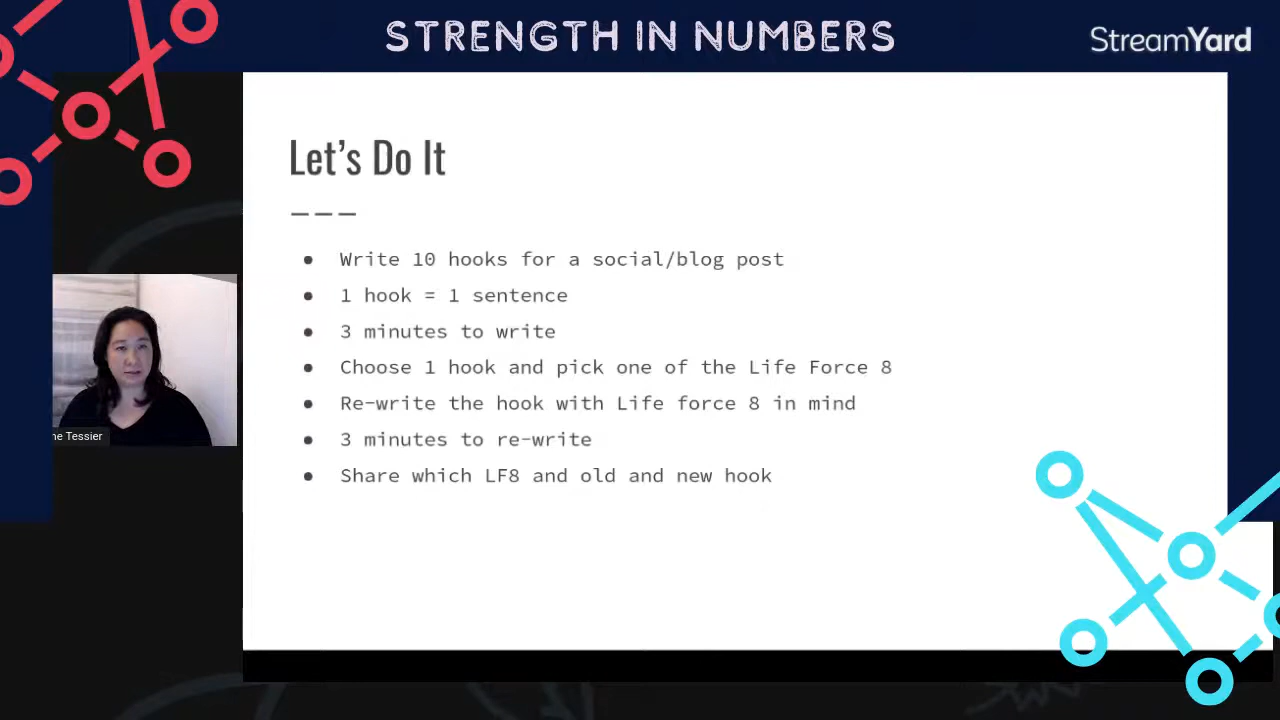 STRENGTH IN NUMBERS
StreamYard
Let's Do It
Write 10 hooks for a social/blog post
1 hook = 1 sentence
3 minutes to write
Choose 1 hook and pick one of the Life Force 8
Re-write the hook with Life force 8 in mind
3 minutes to re-write
Share which LF8 and old and new hook
ne Tessier